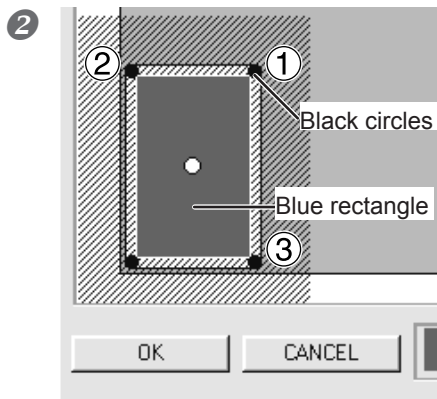 ❷
② ①
Black circles
Blue rectangle
③
OK CANCEL